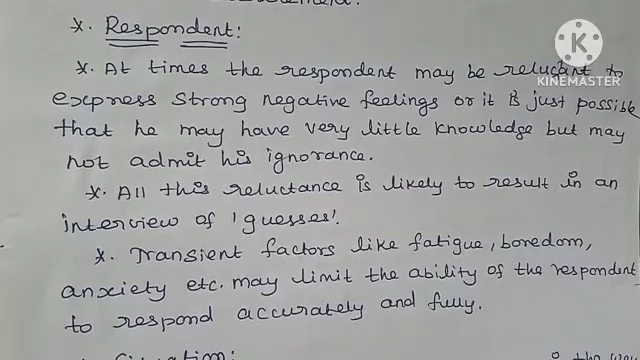 * Respondent:
* At times the respondent may be reluctant to
express strong negative feelings or it is just possible
that he may have very little knowledge but may
not admit his ignorance.
* All this reluctance is likely to result in an
interview of 'guesses'.
* Transient factors like fatigue, boredom,
anxiety etc. may limit the ability of the respondent
to respond accurately and fully.
K
KINEMASTER